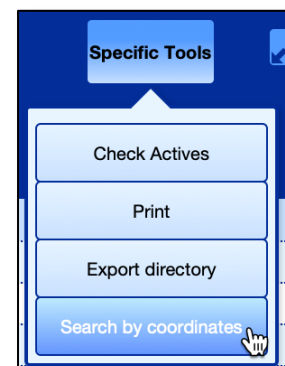 Specific Tools
Check Actives
Print
Export directory
Search by coordinates